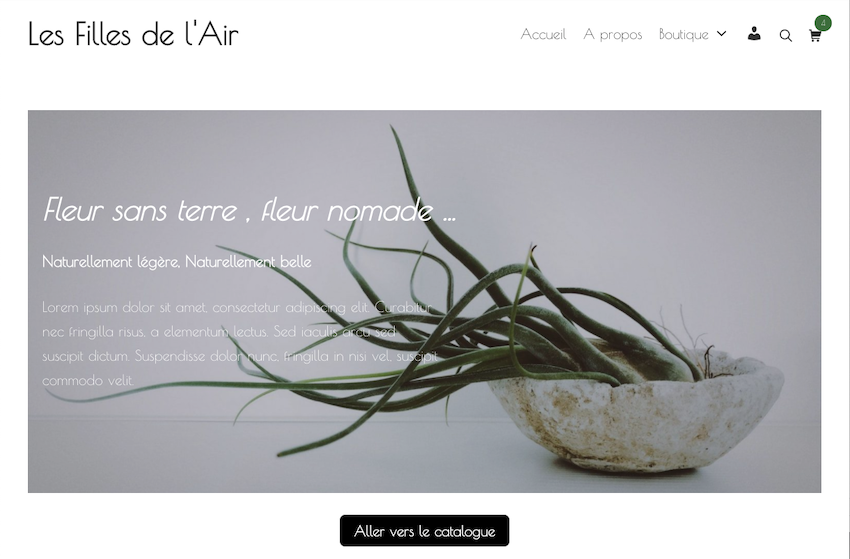 Les Filles de l'Air
Accueil A propos Boutique 4
Fleur sans terre , fleur nomade ...
Naturellement légère, Naturellement belle
Lorem ipsum dolor sit amet, consectetur adipiscing elit. Curabitur
nec fringilla risus, a elementum lectus. Sed iaculis arcu sed
suscipit dictum. Suspendisse dolor nunc, fringilla in nisi vel, suscipit
commodo velit.
Aller vers le catalogue